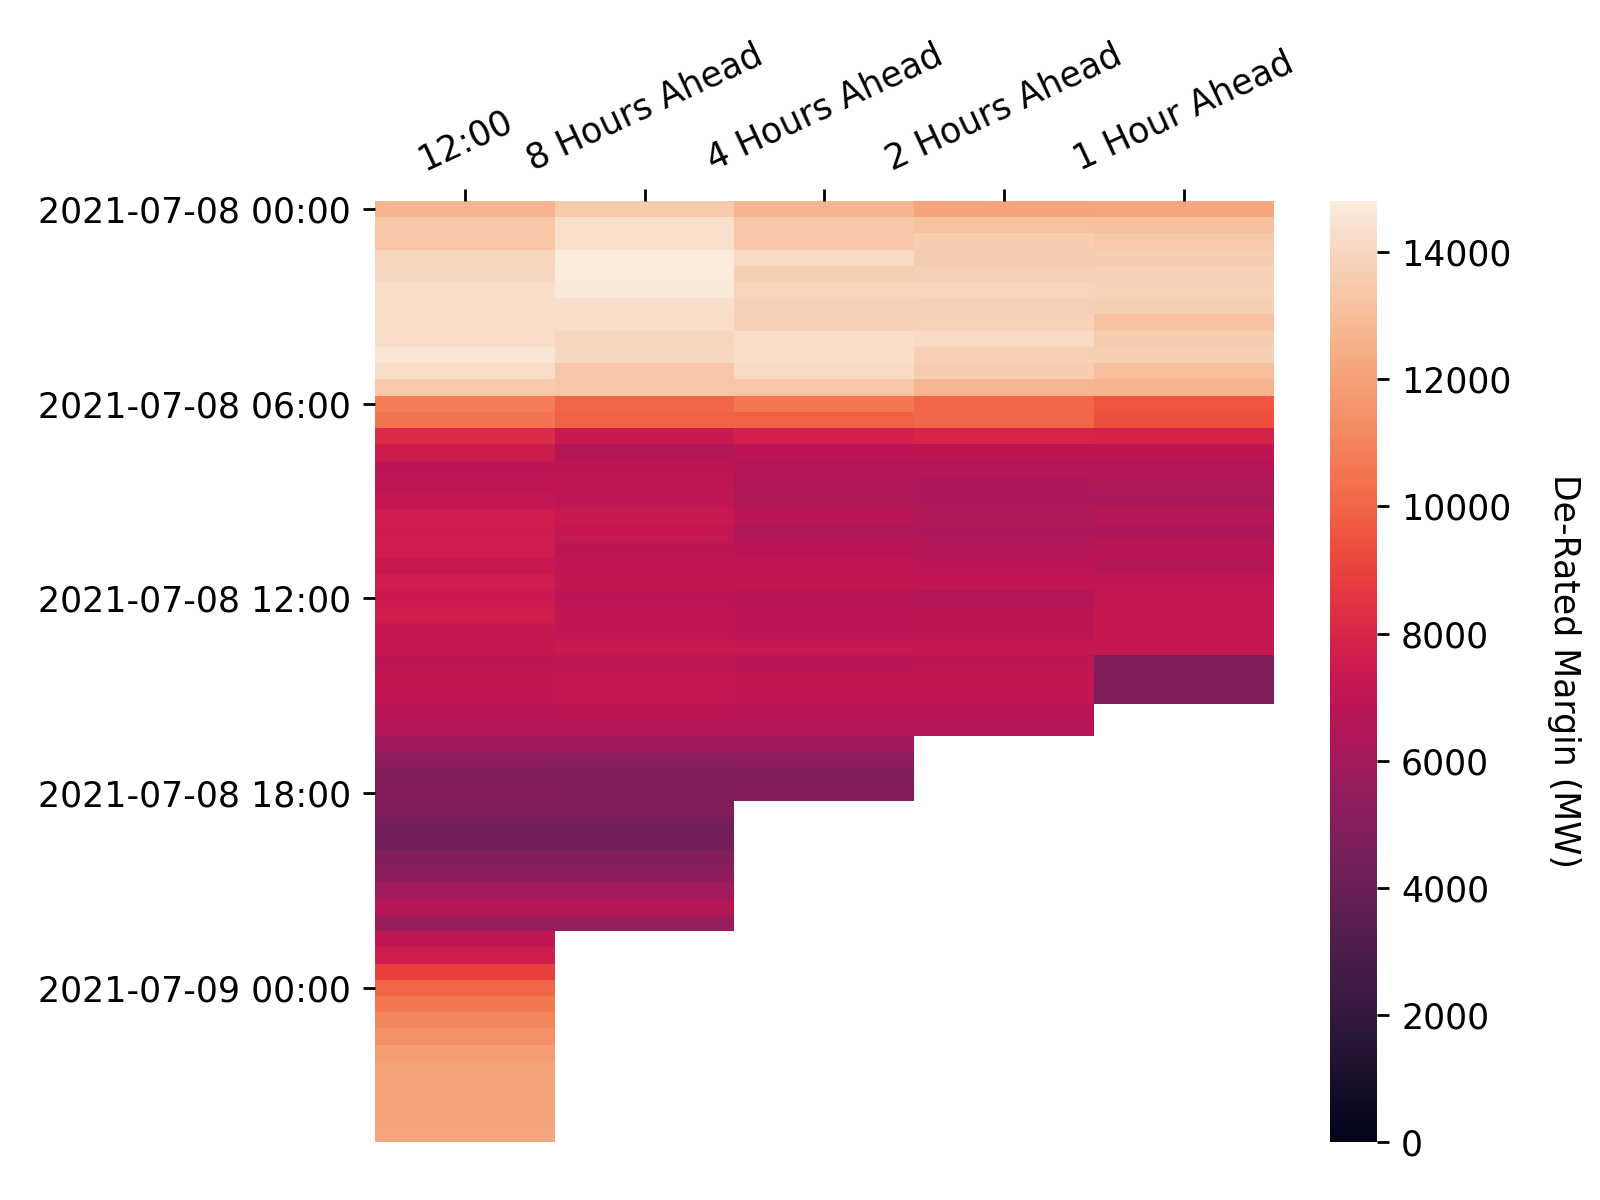 12:00
8 Hours Ahead
4 Hours Ahead
2 Hours Ahead
1 Hour Ahead
2021-07-08 00:00
2021-07-08 06:00
2021-07-08 12:00
2021-07-08 18:00
2021-07-09 00:00
14000
12000
10000
8000
6000
4000
2000
0
De-Rated Margin (MW)